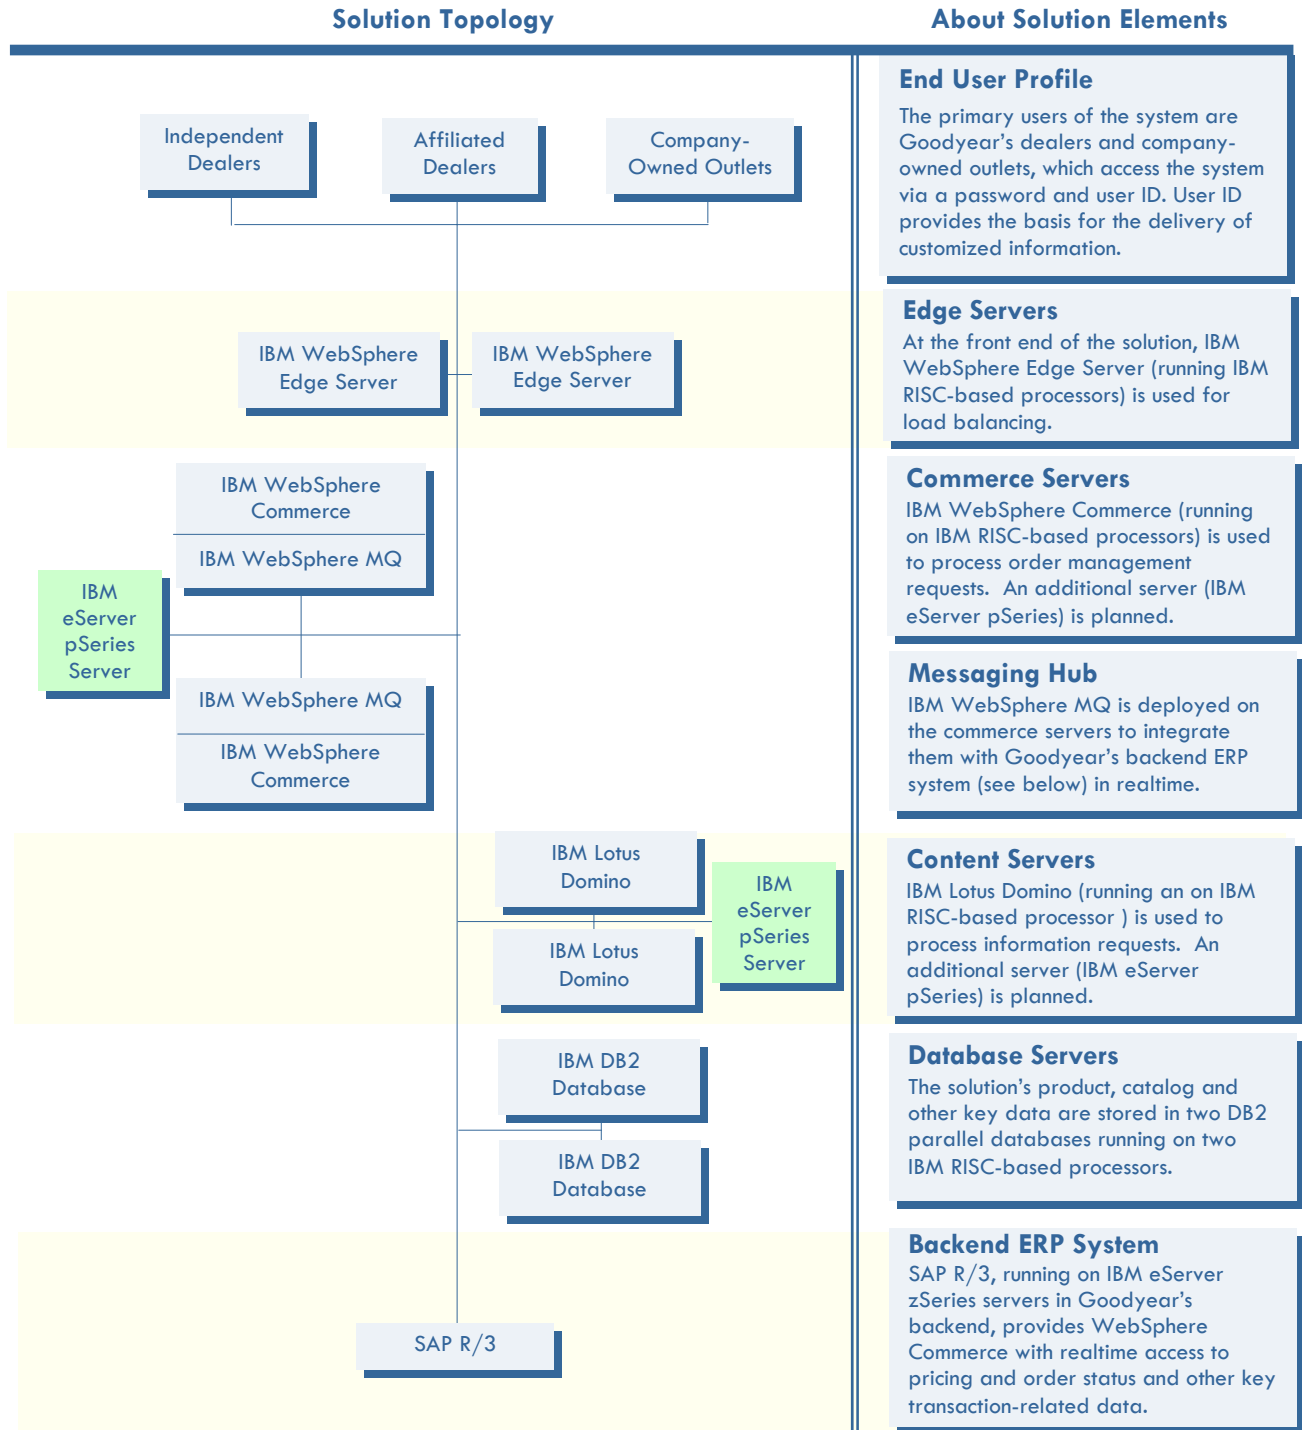 Solution Topology
About Solution Elements
Independent
Dealers
Affiliated
Dealers
Company-
Owned Outlets
End User Profile
The primary users of the system are
Goodyear's dealers and company-
owned outlets, which access the system
via a password and user ID. User ID
provides the basis for the delivery of
customized information.
IBM WebSphere
Edge Server
IBM WebSphere
Edge Server
Edge Servers
At the front end of the solution, IBM
WebSphere Edge Server (running IBM
RISC-based processors) is used for
load balancing.
IBM WebSphere
Commerce
IBM WebSphere MQ
IBM
eServer
pSeries
Server
IBM WebSphere MQ
IBM WebSphere
Commerce
Commerce Servers
IBM WebSphere Commerce (running
on IBM RISC-based processors) is used
to process order management
requests.  An additional server (IBM
eServer pSeries) is planned.
Messaging Hub
IBM WebSphere MQ is deployed on
the commerce servers to integrate
them with Goodyear's backend ERP
system (see below) in realtime.
IBM Lotus
Domino
IBM Lotus
Domino
IBM
eServer
pSeries
Server
Content Servers
IBM Lotus Domino (running an on IBM
RISC-based processor ) is used to
process information requests.  An
additional server (IBM eServer
pSeries) is planned.
IBM DB2
Database
IBM DB2
Database
Database Servers
The solution's product, catalog and
other key data are stored in two DB2
parallel databases running on two
IBM RISC-based processors.
SAP R/3
Backend ERP System
SAP R/3, running on IBM eServer
zSeries servers in Goodyear's
backend, provides WebSphere
Commerce with realtime access to
pricing and order status and other key
transaction-related data.